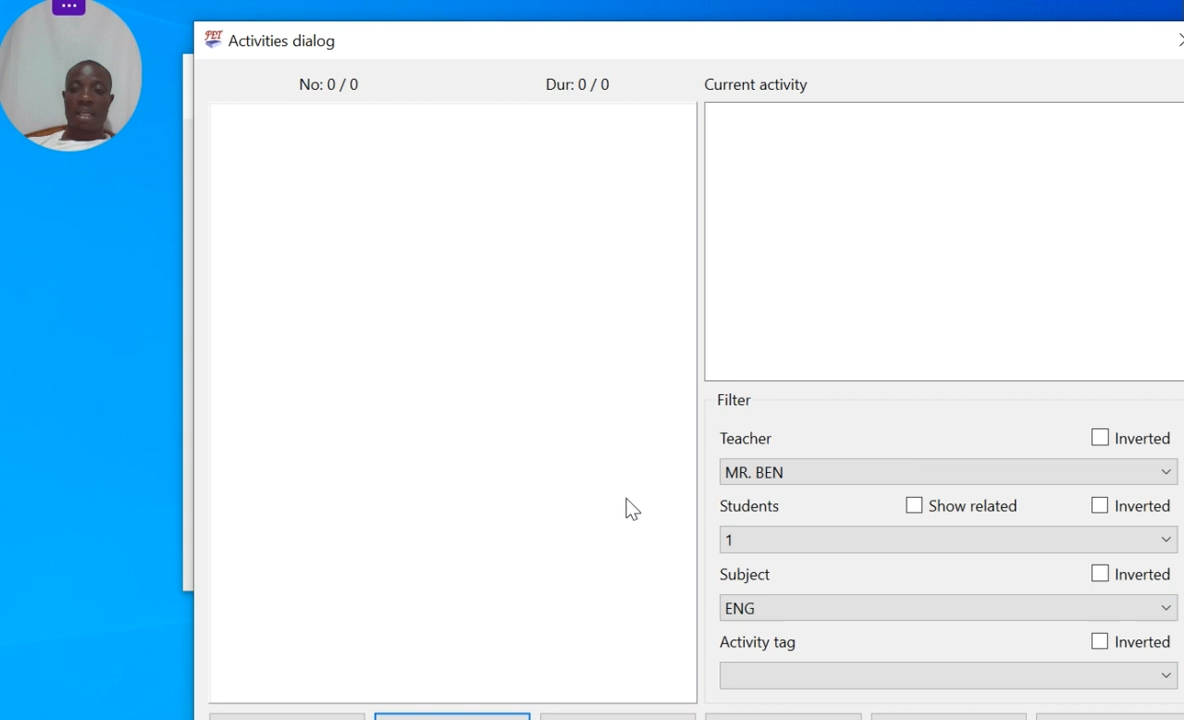 FET Activities dialog
No: 0 / 0 Dur: 0 / 0 Current activity
Filter
Teacher Inverted
MR. BEN
Students Show related Inverted
1
Subject Inverted
ENG
Activity tag Inverted